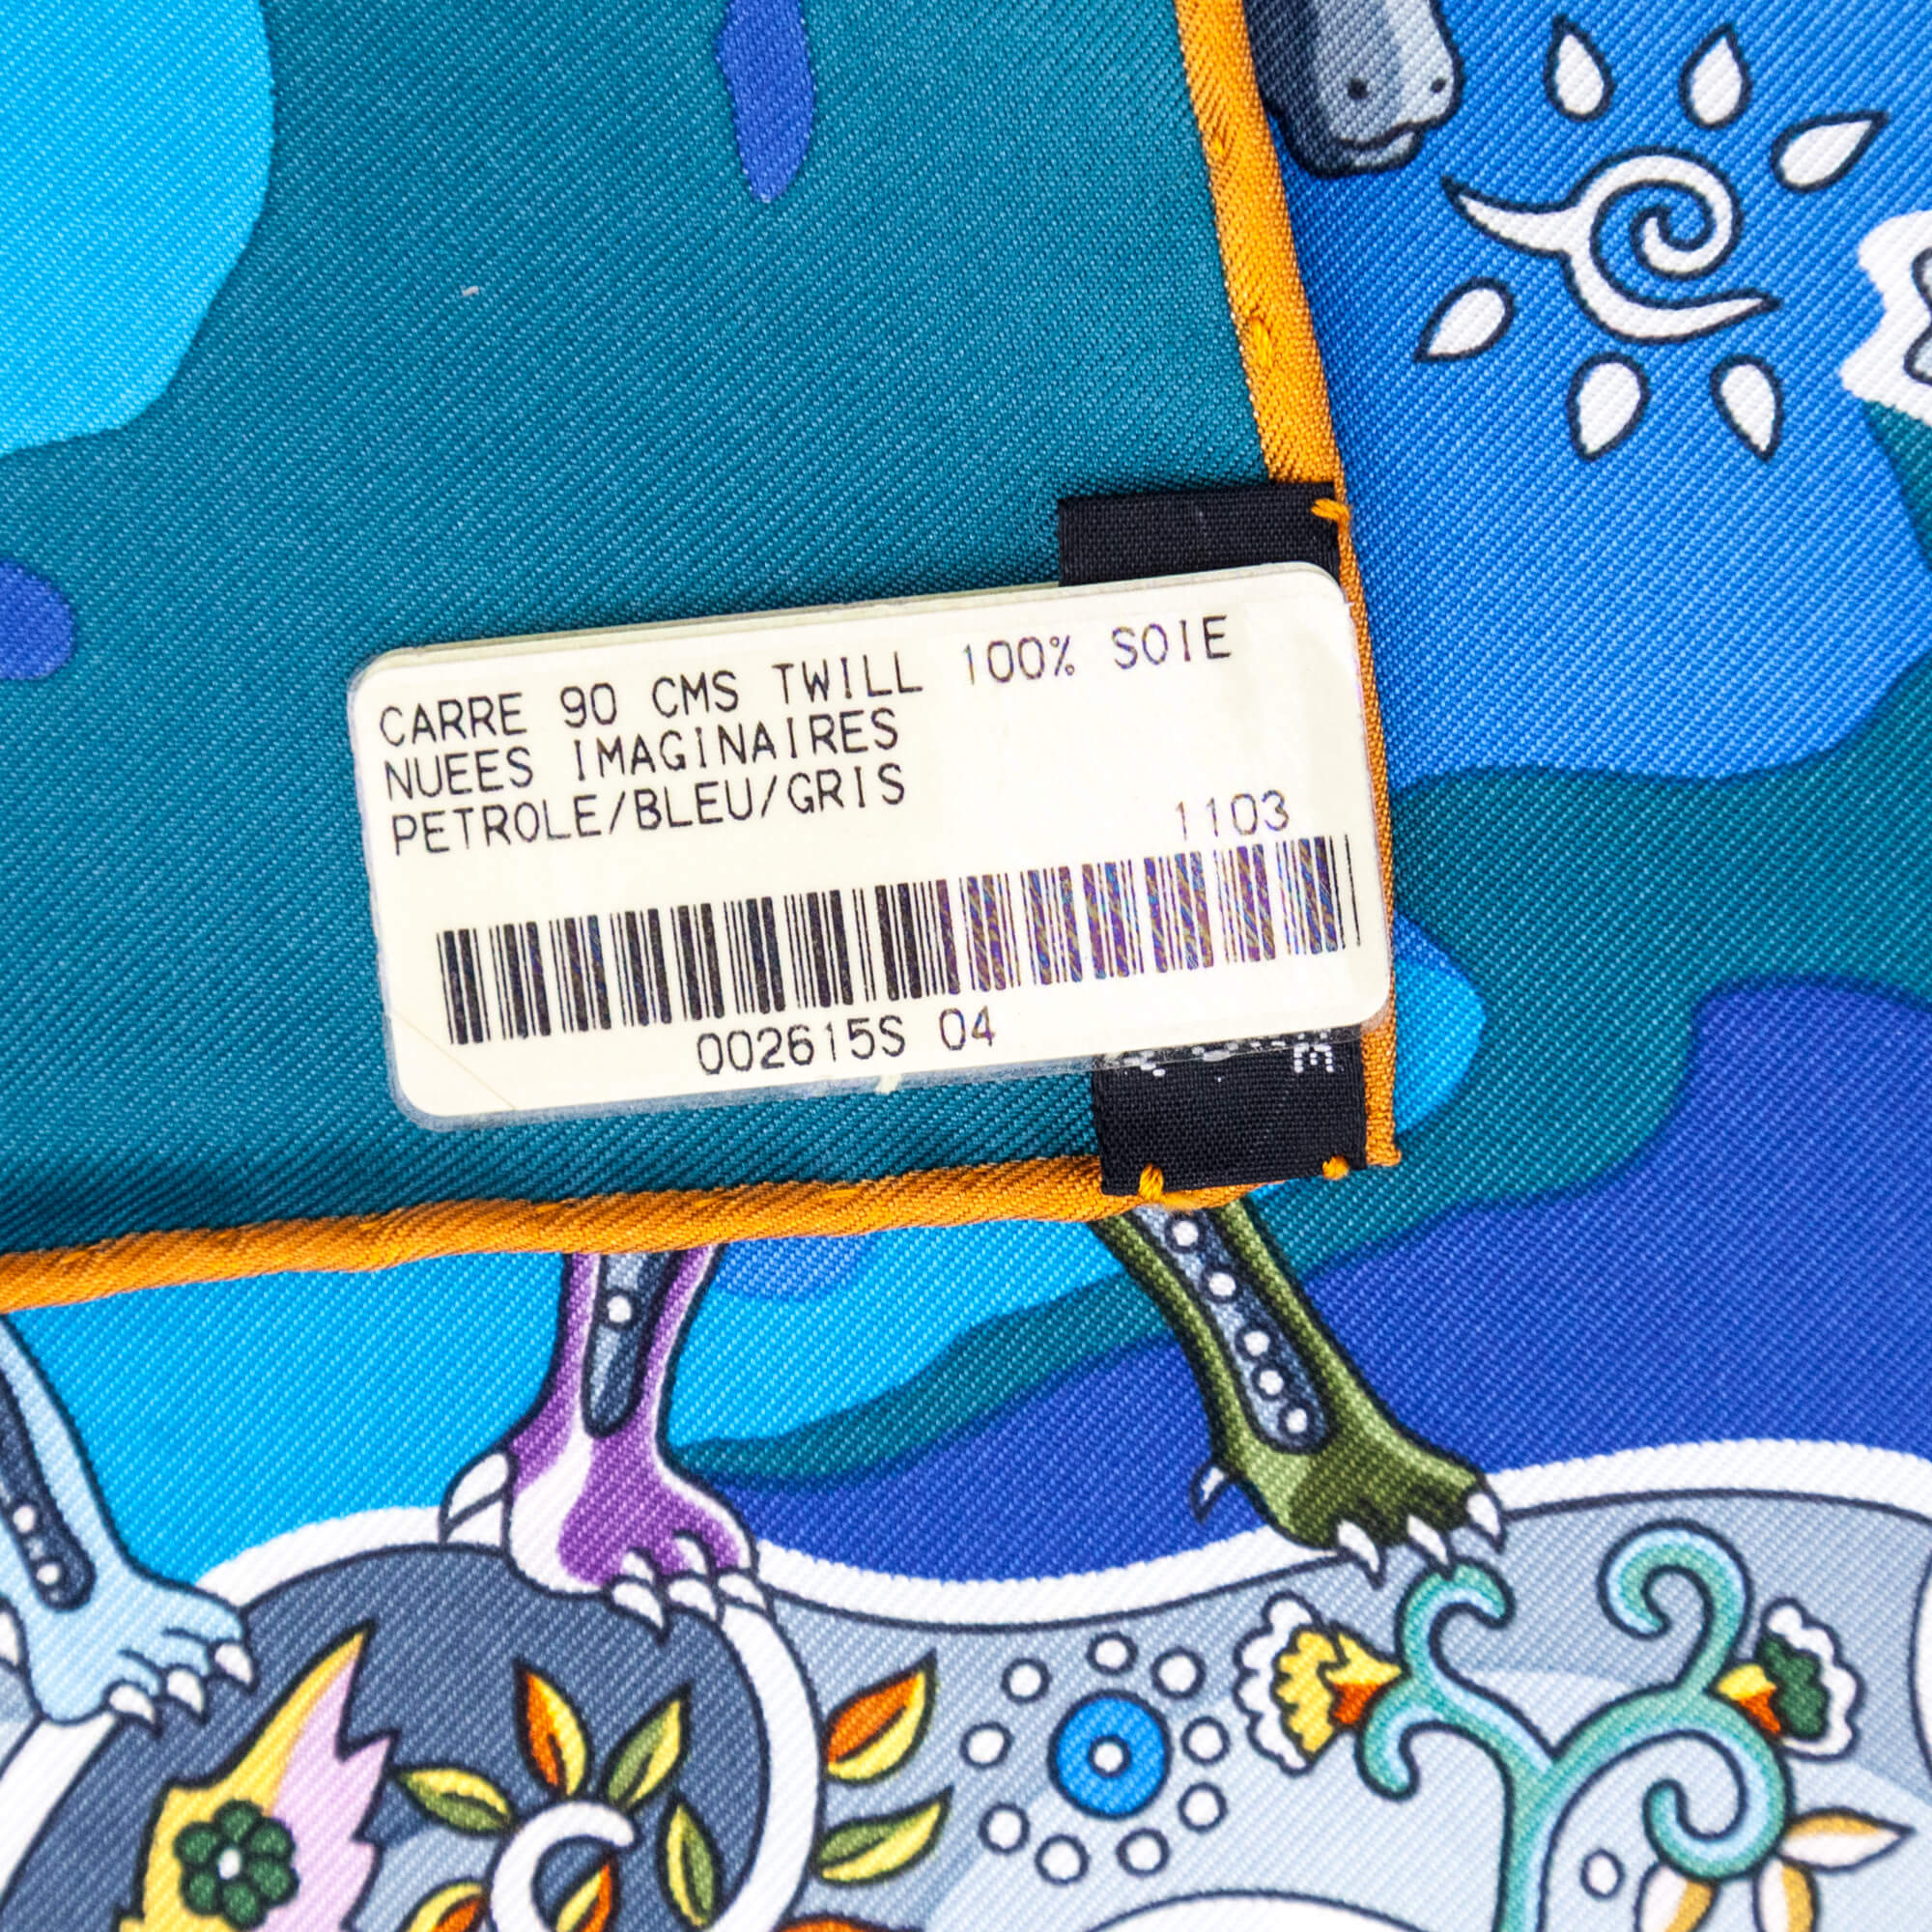 CARRE 90 CMS TWILL 100% SOIE
NUEES IMAGINAIRES
PETROLE/BLEU/GRIS
1103
002615S 04